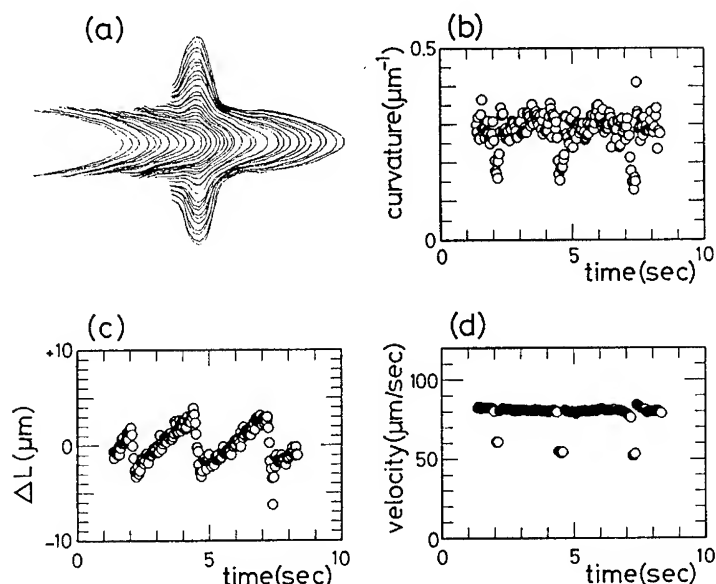 (a)
(b)
0.5
curvature(μm⁻¹)
0
0
5
10
time(sec)
(c)
+10
ΔL(μm)
0
-10
0
5
10
time(sec)
(d)
100
velocity(μm/sec)
50
0
0
5
10
time(sec)